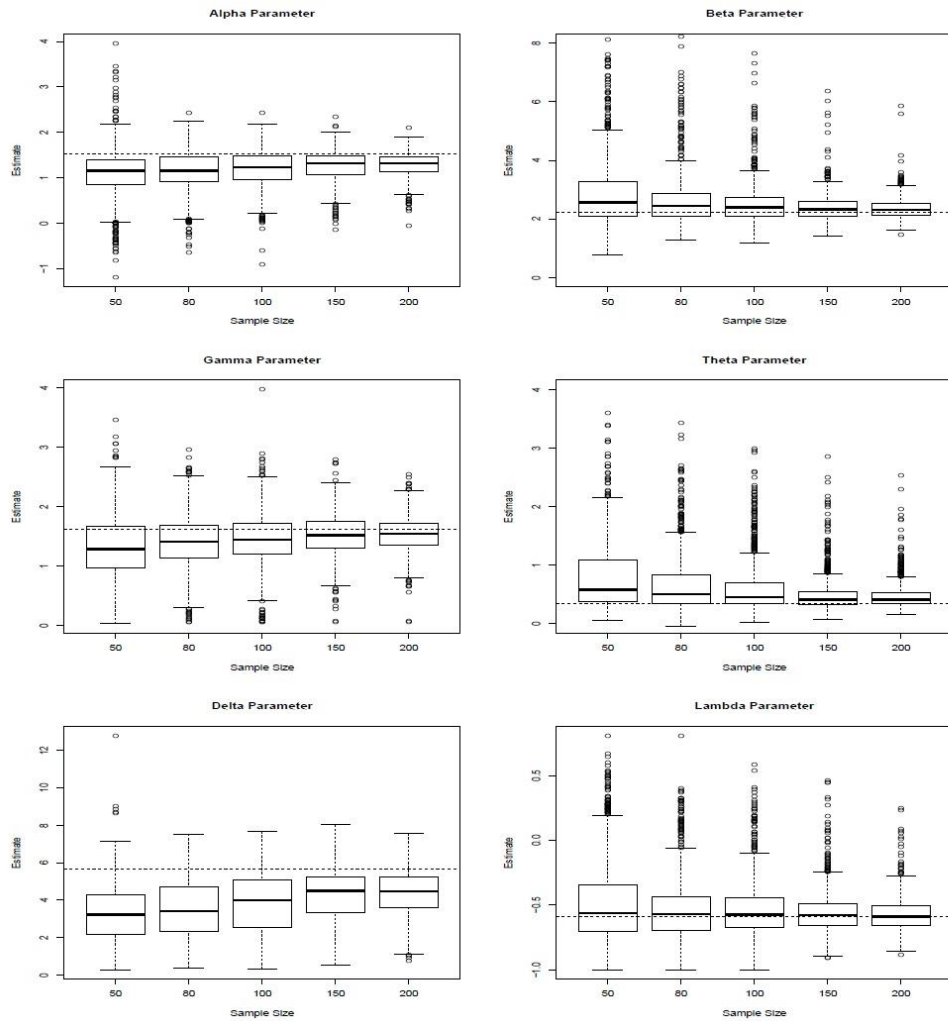 Alpha Parameter
Estimate
4
3
2
1
0
−1
50 80 100 150 200
Sample Size
Beta Parameter
Estimate
8
6
4
2
0
50 80 100 150 200
Sample Size
Gamma Parameter
Estimate
4
3
2
1
0
50 80 100 150 200
Sample Size
Theta Parameter
Estimate
4
3
2
1
0
50 80 100 150 200
Sample Size
Delta Parameter
Estimate
12
10
8
6
4
2
0
50 80 100 150 200
Sample Size
Lambda Parameter
Estimate
0.5
0.0
−0.5
−1.0
50 80 100 150 200
Sample Size